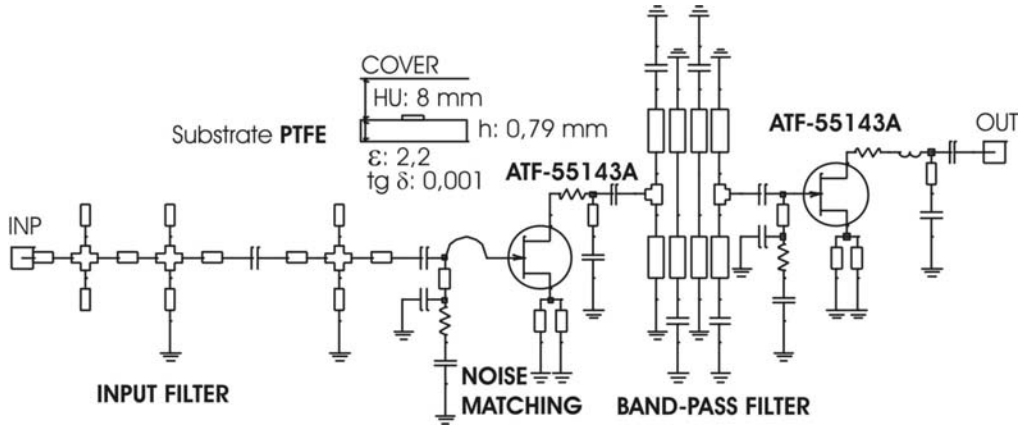 COVER
HU: 8 mm
Substrate PTFE
h: 0,79 mm
ε: 2,2
tg δ: 0,001
ATF-55143A
ATF-55143A
OUT
INP
INPUT FILTER
NOISE
MATCHING
BAND-PASS FILTER